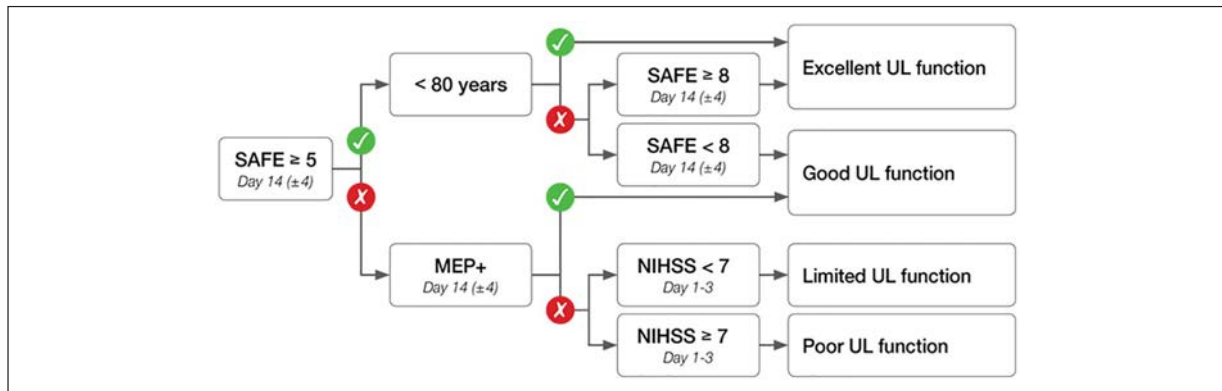 SAFE ≥ 5
Day 14 (±4)
< 80 years
SAFE ≥ 8
Day 14 (±4)
SAFE < 8
Day 14 (±4)
Excellent UL function
Good UL function
MEP+
Day 14 (±4)
NIHSS < 7
Day 1-3
NIHSS ≥ 7
Day 1-3
Limited UL function
Poor UL function